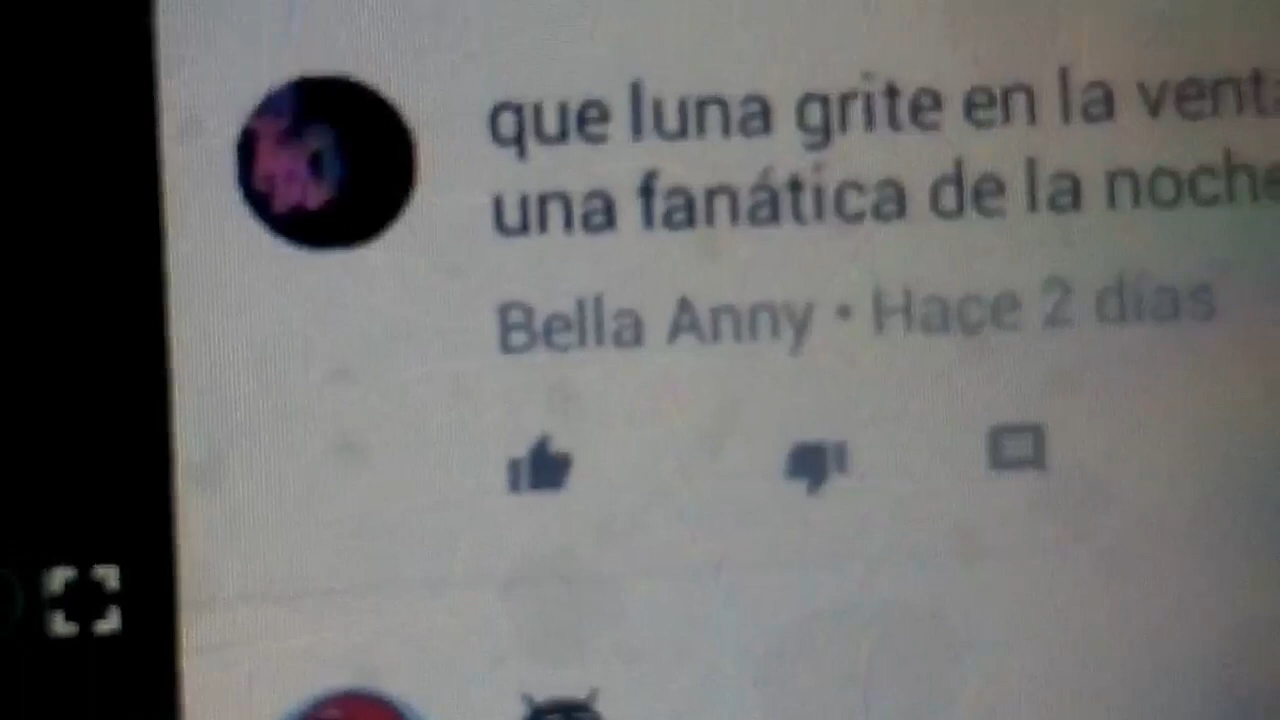 que luna grite en la
una fanática de la
Bella Anny • Hace 2 días